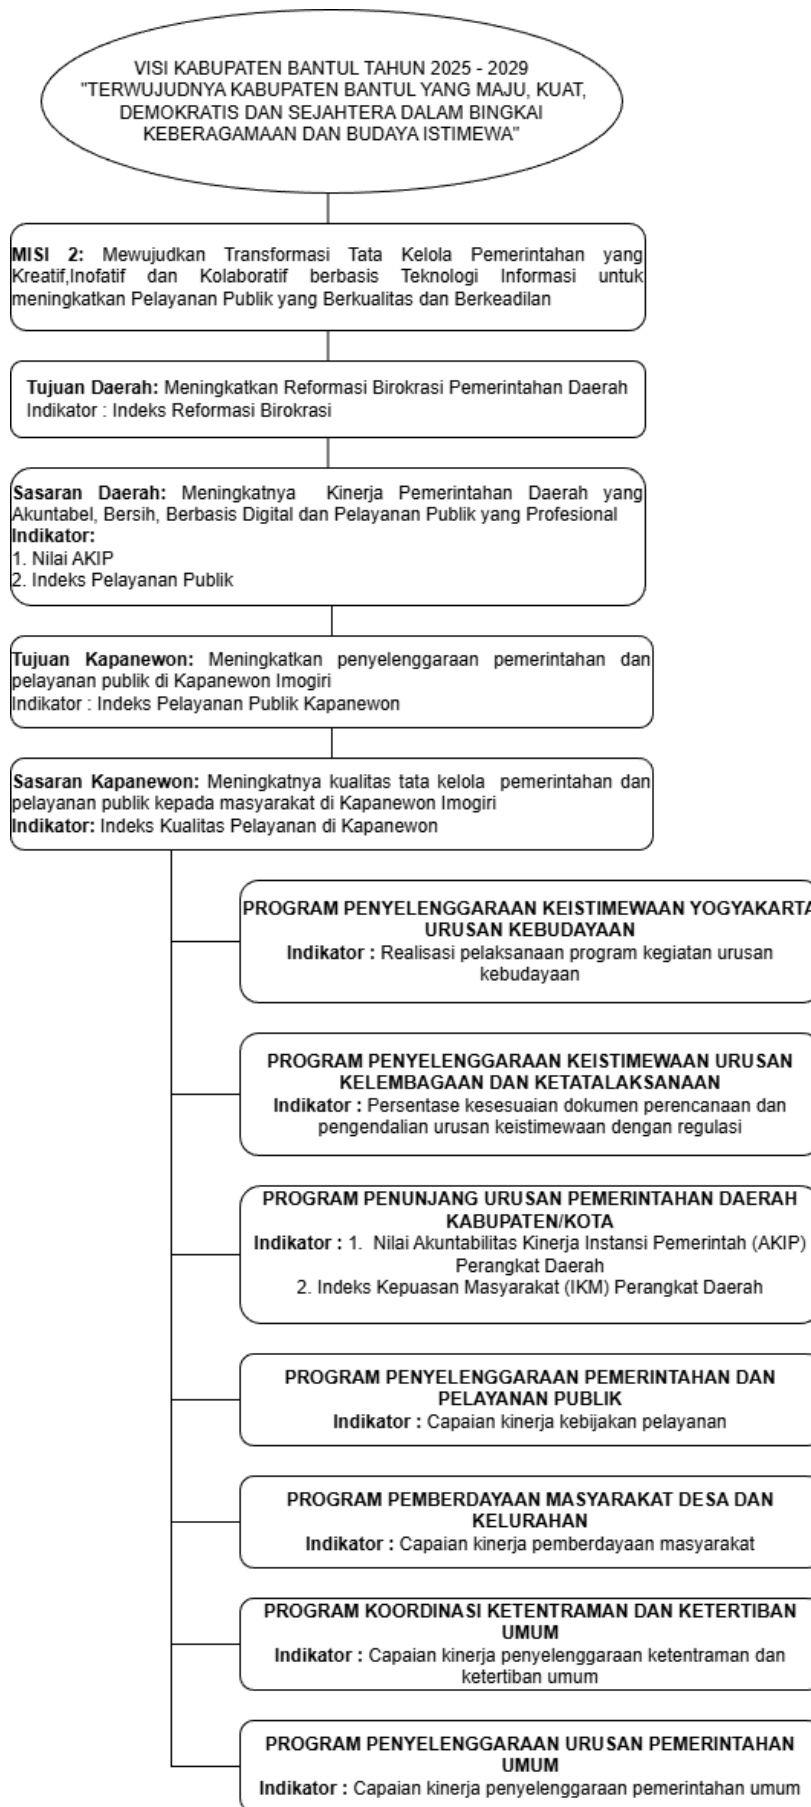 VISI KABUPATEN BANTUL TAHUN 2025 - 2029
"TERWUJUDNYA KABUPATEN BANTUL YANG MAJU, KUAT,
DEMOKRATIS DAN SEJAHTERA DALAM BINGKAI
KEBERAGAMAAN DAN BUDAYA ISTIMEWA"
MISI 2: Mewujudkan Transformasi Tata Kelola Pemerintahan yang
Kreatif,Inofatif dan Kolaboratif berbasis Teknologi Informasi untuk
meningkatkan Pelayanan Publik yang Berkualitas dan Berkeadilan
Tujuan Daerah: Meningkatkan Reformasi Birokrasi Pemerintahan Daerah
Indikator : Indeks Reformasi Birokrasi
Sasaran Daerah: Meningkatnya Kinerja Pemerintahan Daerah yang
Akuntabel, Bersih, Berbasis Digital dan Pelayanan Publik yang Profesional
Indikator:
1. Nilai AKIP
2. Indeks Pelayanan Publik
Tujuan Kapanewon: Meningkatkan penyelenggaraan pemerintahan dan
pelayanan publik di Kapanewon Imogiri
Indikator : Indeks Pelayanan Publik Kapanewon
Sasaran Kapanewon: Meningkatnya kualitas tata kelola pemerintahan dan
pelayanan publik kepada masyarakat di Kapanewon Imogiri
Indikator: Indeks Kualitas Pelayanan di Kapanewon
PROGRAM PENYELENGGARAAN KEISTIMEWAAN YOGYAKARTA
URUSAN KEBUDAYAAN
Indikator : Realisasi pelaksanaan program kegiatan urusan
kebudayaan
PROGRAM PENYELENGGARAAN KEISTIMEWAAN URUSAN
KELEMBAGAAN DAN KETATALAKSANAAN
Indikator : Persentase kesesuaian dokumen perencanaan dan
pengendalian urusan keistimewaan dengan regulasi
PROGRAM PENUNJANG URUSAN PEMERINTAHAN DAERAH
KABUPATEN/KOTA
Indikator : 1. Nilai Akuntabilitas Kinerja Instansi Pemerintah (AKIP)
Perangkat Daerah
2. Indeks Kepuasan Masyarakat (IKM) Perangkat Daerah
PROGRAM PENYELENGGARAAN PEMERINTAHAN DAN
PELAYANAN PUBLIK
Indikator : Capaian kinerja kebijakan pelayanan
PROGRAM PEMBERDAYAAN MASYARAKAT DESA DAN
KELURAHAN
Indikator : Capaian kinerja pemberdayaan masyarakat
PROGRAM KOORDINASI KETENTRAMAN DAN KETERTIBAN
UMUM
Indikator : Capaian kinerja penyelenggaraan ketentraman dan
ketertiban umum
PROGRAM PENYELENGGARAAN URUSAN PEMERINTAHAN
UMUM
Indikator : Capaian kinerja penyelenggaraan pemerintahan umum